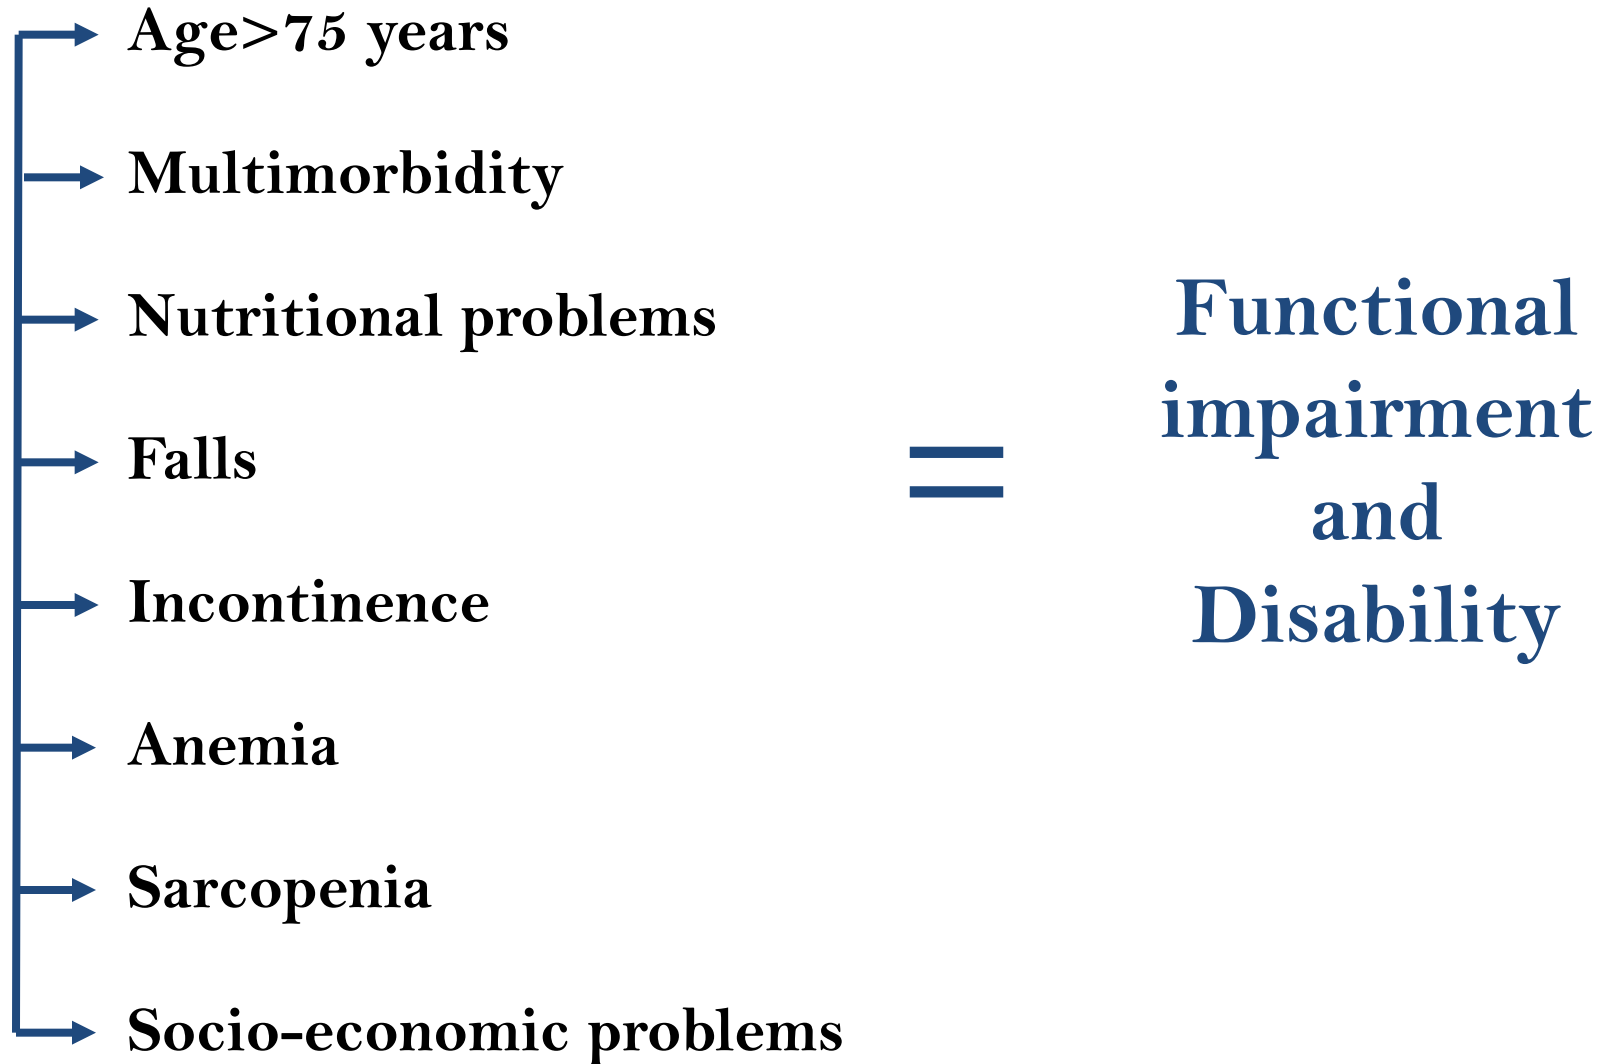 Age>75 years
Multimorbidity
Nutritional problems
Falls
Incontinence
Anemia
Sarcopenia
Socio-economic problems
=
Functional
impairment
and
Disability